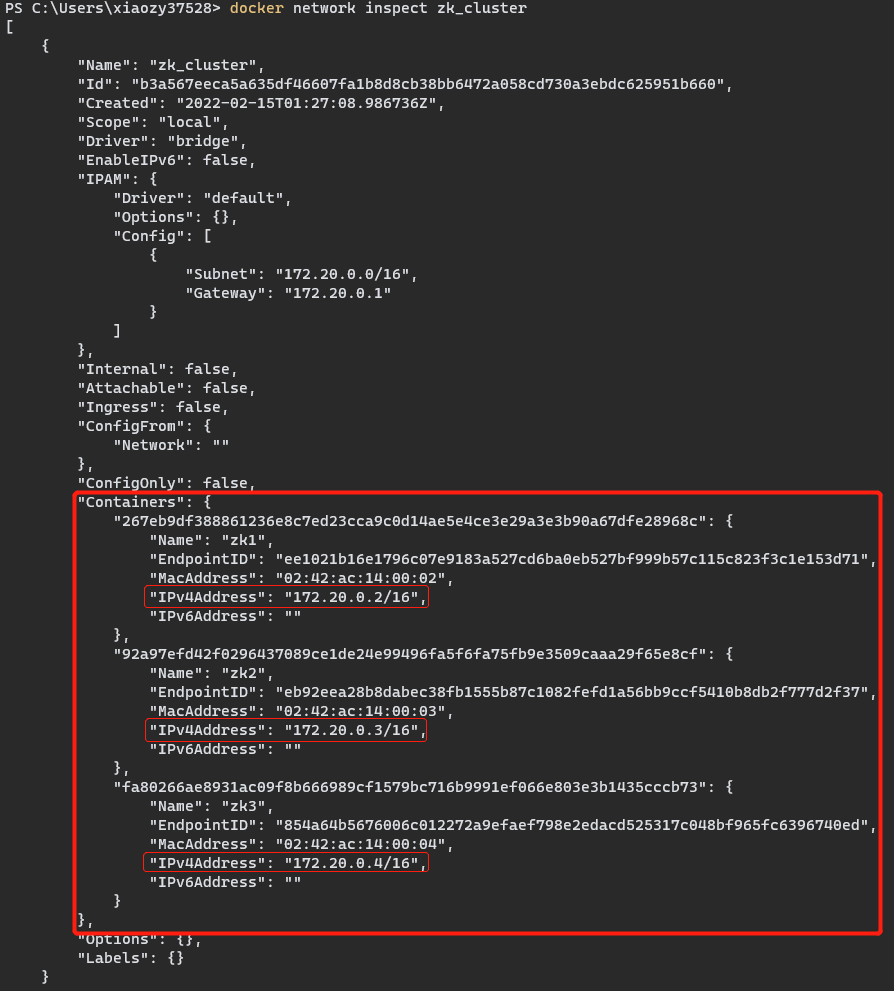 PS C:\Users\xiaozy37528> docker network inspect zk_cluster
[
    {
        "Name": "zk_cluster",
        "Id": "b3a567eeca5a635df46607fa1b8d8cb38bb6472a058cd730a3ebdc625951b660",
        "Created": "2022-02-15T01:27:08.986736Z",
        "Scope": "local",
        "Driver": "bridge",
        "EnableIPv6": false,
        "IPAM": {
            "Driver": "default",
            "Options": {},
            "Config": [
                {
                    "Subnet": "172.20.0.0/16",
                    "Gateway": "172.20.0.1"
                }
            ]
        },
        "Internal": false,
        "Attachable": false,
        "Ingress": false,
        "ConfigFrom": {
            "Network": ""
        },
        "ConfigOnly": false,
        "Containers": {
            "267eb9df388861236e8c7ed23cca9c0d14ae5e4ce3e29a3e3b90a67dfe28968c": {
                "Name": "zk1",
                "EndpointID": "ee1021b16e1796c07e9183a527cd6ba0eb527bf999b57c115c823f3c1e153d71",
                "MacAddress": "02:42:ac:14:00:02",
                "IPv4Address": "172.20.0.2/16",
                "IPv6Address": ""
            },
            "92a97efd42f0296437089ce1de24e99496fa5f6fa75fb9e3509caaa29f65e8cf": {
                "Name": "zk2",
                "EndpointID": "eb92eea28b8dabec38fb1555b87c1082fefd1a56bb9ccf5410b8db2f777d2f37",
                "MacAddress": "02:42:ac:14:00:03",
                "IPv4Address": "172.20.0.3/16",
                "IPv6Address": ""
            },
            "fa80266ae8931ac09f8b666989cf1579bc716b9991ef066e803e3b1435cccb73": {
                "Name": "zk3",
                "EndpointID": "854a64b5676006c012272a9efaef798e2edacd525317c048bf965fc6396740ed",
                "MacAddress": "02:42:ac:14:00:04",
                "IPv4Address": "172.20.0.4/16",
                "IPv6Address": ""
            }
        },
        "Options": {},
        "Labels": {}
    }